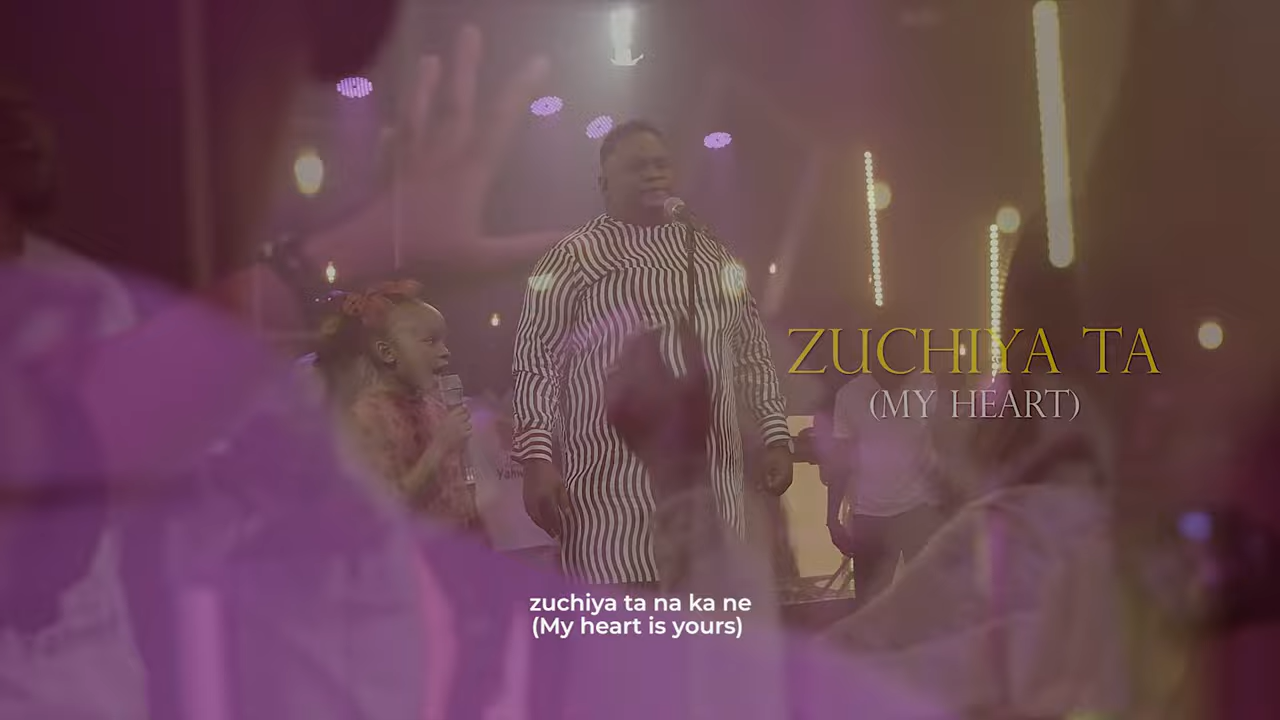 ZUCHIYA TA
(MY HEART)
zuchiya ta na ka ne
(My heart is yours)